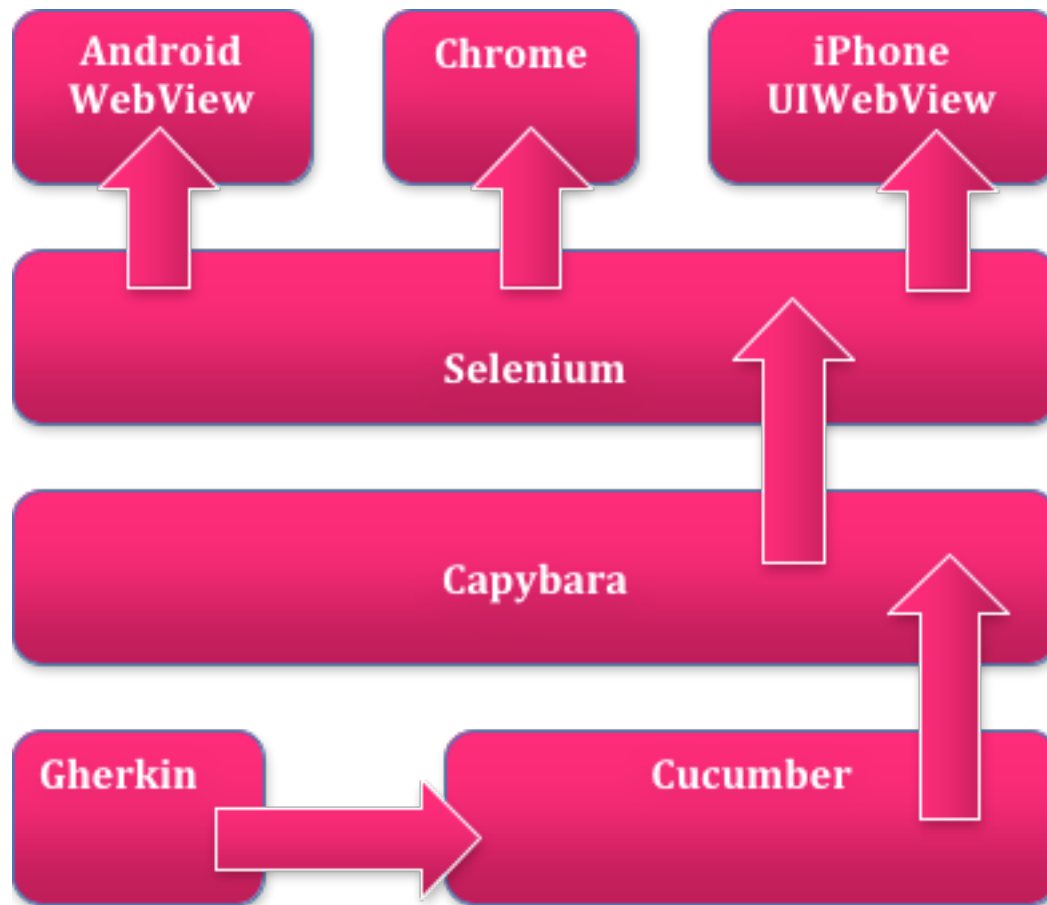 Android
WebView
Chrome
iPhone
UIWebView
Selenium
Capybara
Gherkin
Cucumber